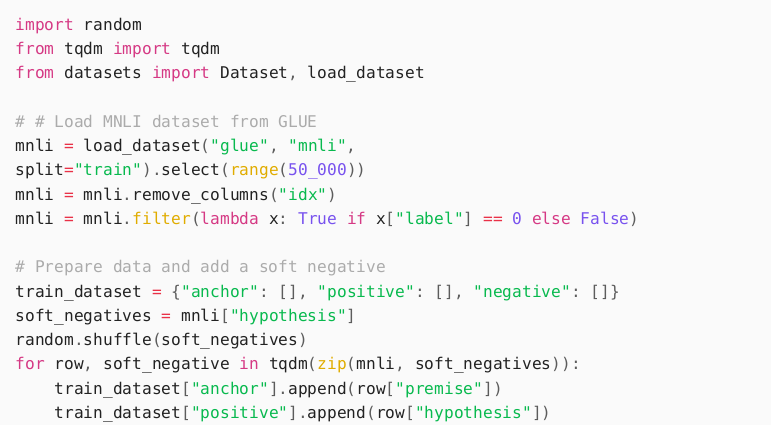 import random
from tqdm import tqdm
from datasets import Dataset, load_dataset

# # Load MNLI dataset from GLUE
mnli = load_dataset("glue", "mnli",
split="train").select(range(50_000))
mnli = mnli.remove_columns("idx")
mnli = mnli.filter(lambda x: True if x["label"] == 0 else False)

# Prepare data and add a soft negative
train_dataset = {"anchor": [], "positive": [], "negative": []}
soft_negatives = mnli["hypothesis"]
random.shuffle(soft_negatives)
for row, soft_negative in tqdm(zip(mnli, soft_negatives)):
    train_dataset["anchor"].append(row["premise"])
    train_dataset["positive"].append(row["hypothesis"])